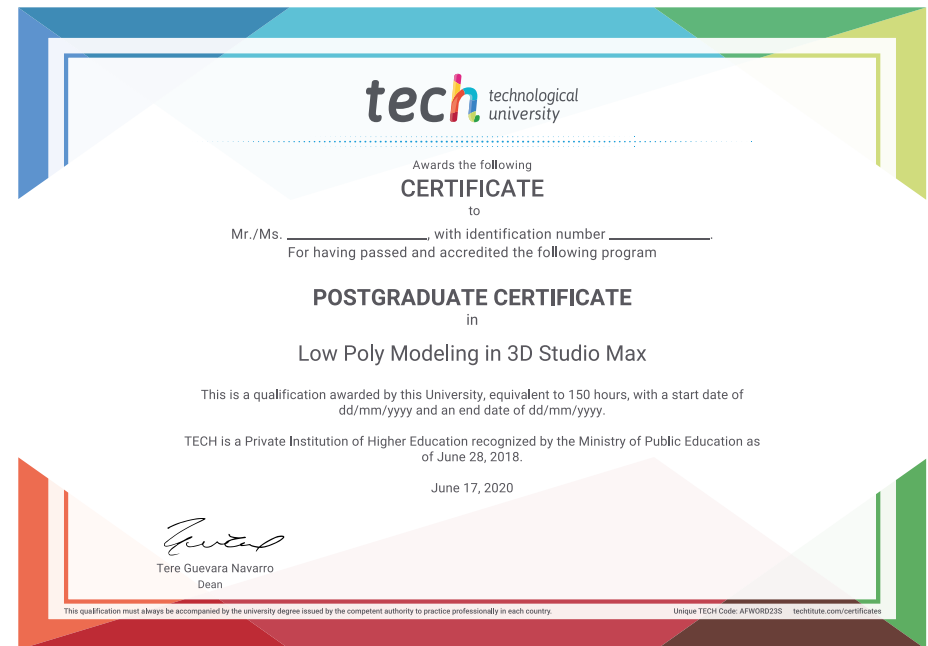 tech technological
university
Awards the following
CERTIFICATE
to
Mr./Ms. ____________________, with identification number ______________.
For having passed and accredited the following program
POSTGRADUATE CERTIFICATE
in
Low Poly Modeling in 3D Studio Max
This is a qualification awarded by this University, equivalent to 150 hours, with a start date of
dd/mm/yyyy and an end date of dd/mm/yyyy.
TECH is a Private Institution of Higher Education recognized by the Ministry of Public Education as
of June 28, 2018.
June 17, 2020
Tere Guevara Navarro
Dean
This qualification must always be accompanied by the university degree issued by the competent authority to practice professionally in each country.
Unique TECH Code: AFWORD23S techtitute.com/certificates